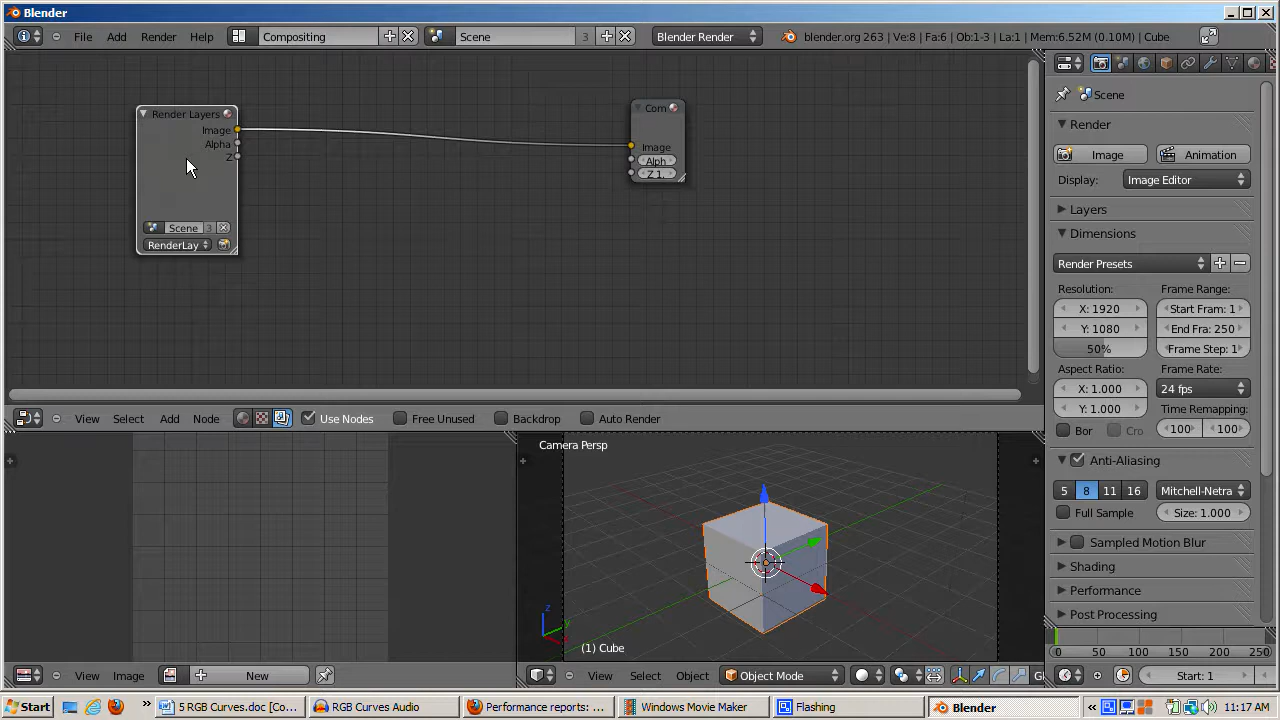 Blender
File Add Render Help Compositing Scene 3 Blender Render blender.org 263 | Ve:8 | Fa:6 | Ob:1-3 | La:1 | Mem:6.52M (0.10M) | Cube
Render Layers
Image
Alpha
Z
Scene 3
RenderLay
Com
Image
Alph
Z 1.
Scene
Render
Image Animation
Display: Image Editor
Layers
Dimensions
Render Presets
Resolution: Frame Range:
X: 1920 Start Fram: 1
Y: 1080 End Fra: 250
50% Frame Step: 1
Aspect Ratio: Frame Rate:
X: 1.000 24 fps
Y: 1.000 Time Remapping:
Bor Cro 100 100
Anti-Aliasing
5 8 11 16 Mitchell-Netra
Full Sample Size: 1.000
Sampled Motion Blur
Shading
Performance
Post Processing
View Select Add Node Use Nodes Free Unused Backdrop Auto Render
Camera Persp
z
y
x
(1) Cube
0 50 100 150 200 250
View Image New
View Select Object Object Mode G
Start: 1
Start 5 RGB Curves.doc [Co... RGB Curves Audio Performance reports: ... Windows Movie Maker Flashing Blender 11:17 AM